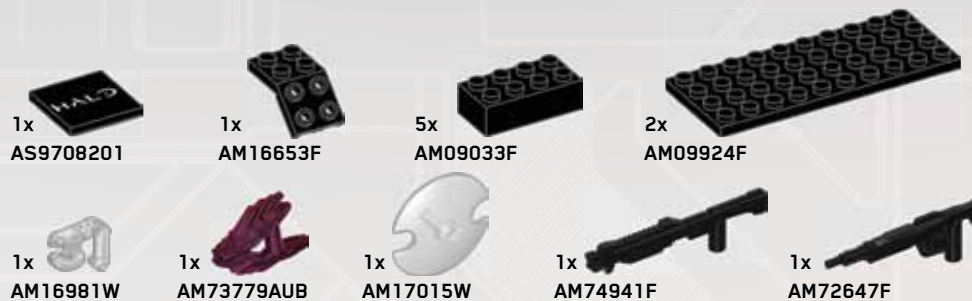 HALO
1x
AS9708201
1x
AM16653F
5x
AM09033F
2x
AM09924F
1x
AM16981W
1x
AM73779AUB
1x
AM17015W
1x
AM74941F
1x
AM72647F